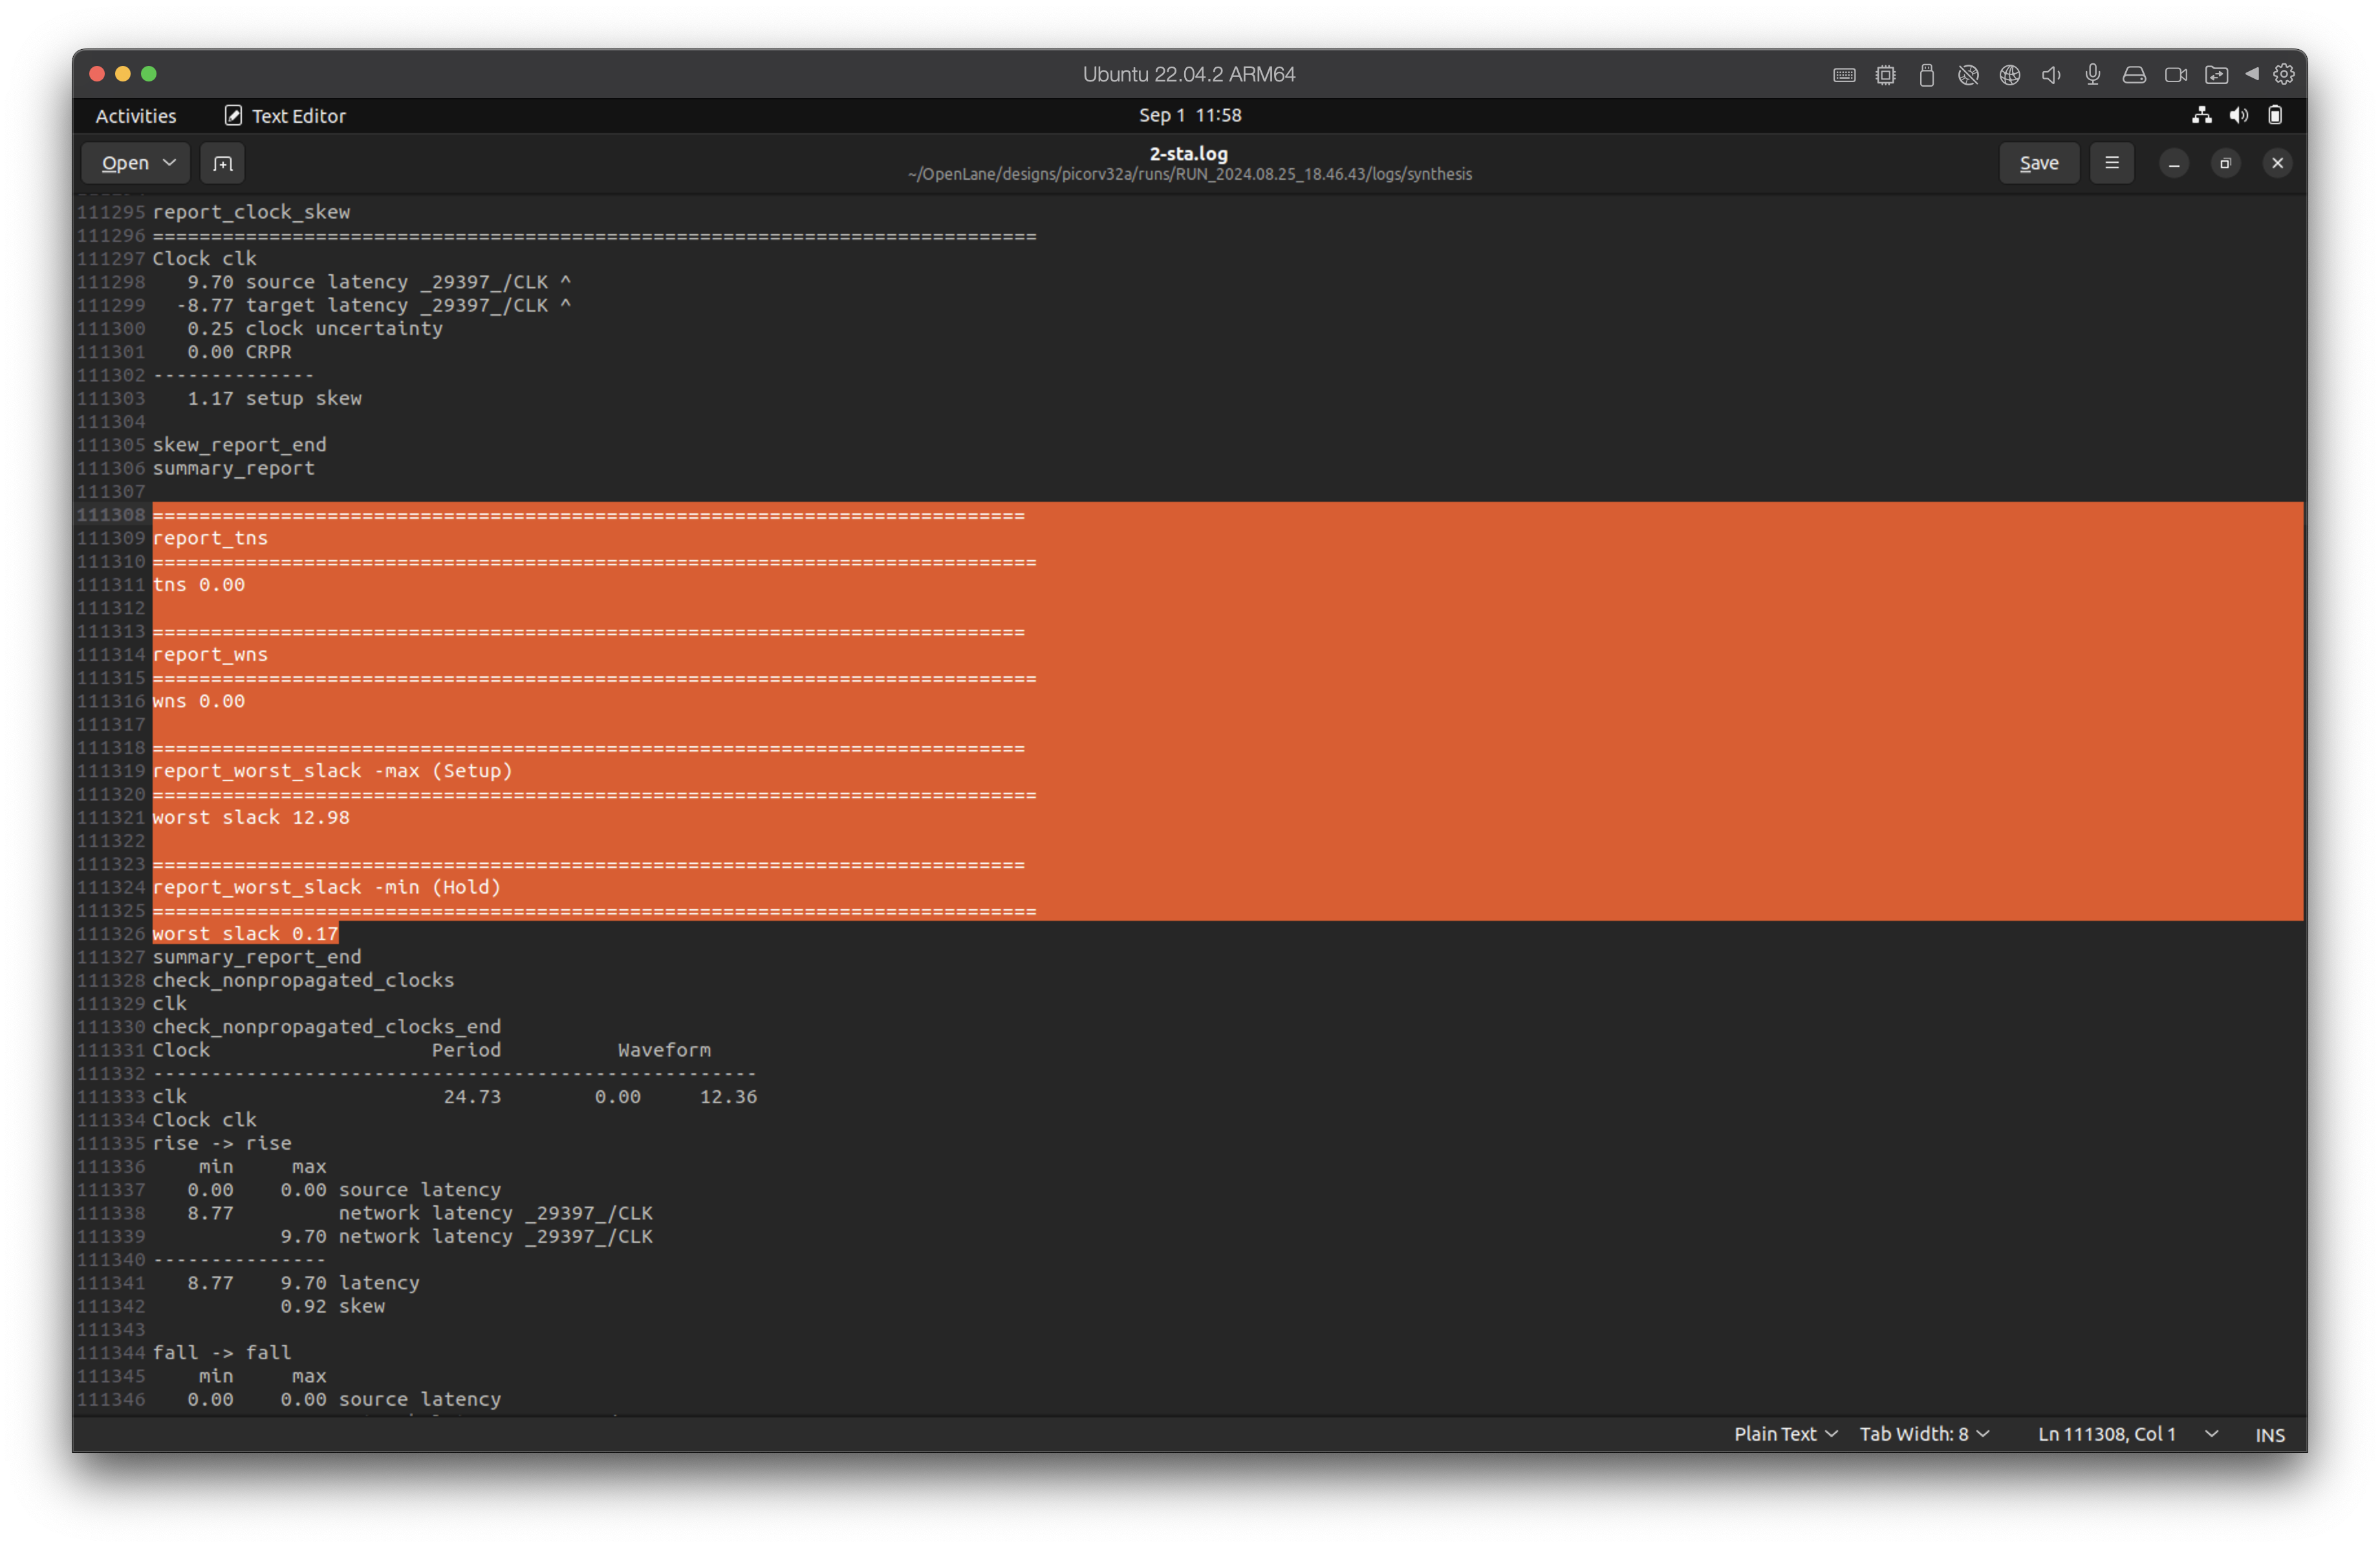 Ubuntu 22.04.2 ARM64
Activities Text Editor Sep 1 11:58
Open 2-sta.log Save
~/OpenLane/designs/picorv32a/runs/RUN_2024.08.25_18.46.43/logs/synthesis
111295 report_clock_skew
111296 ============================================================================
111297 Clock clk
111298    9.70 source latency _29397_/CLK ^
111299   -8.77 target latency _29397_/CLK ^
111300    0.25 clock uncertainty
111301    0.00 CRPR
111302 --------------
111303    1.17 setup skew
111304
111305 skew_report_end
111306 summary_report
111307
111308 ===========================================================================
111309 report_tns
111310 ============================================================================
111311 tns 0.00
111312
111313 ===========================================================================
111314 report_wns
111315 ============================================================================
111316 wns 0.00
111317
111318 ===========================================================================
111319 report_worst_slack -max (Setup)
111320 ============================================================================
111321 worst slack 12.98
111322
111323 ===========================================================================
111324 report_worst_slack -min (Hold)
111325 ============================================================================
111326 worst slack 0.17
111327 summary_report_end
111328 check_nonpropagated_clocks
111329 clk
111330 check_nonpropagated_clocks_end
111331 Clock                   Period          Waveform
111332 ----------------------------------------------------
111333 clk                      24.73        0.00     12.36
111334 Clock clk
111335 rise -> rise
111336     min     max
111337    0.00    0.00 source latency
111338    8.77         network latency _29397_/CLK
111339            9.70 network latency _29397_/CLK
111340 ---------------
111341    8.77    9.70 latency
111342            0.92 skew
111343
111344 fall -> fall
111345     min     max
111346    0.00    0.00 source latency
Plain Text Tab Width: 8 Ln 111308, Col 1 INS